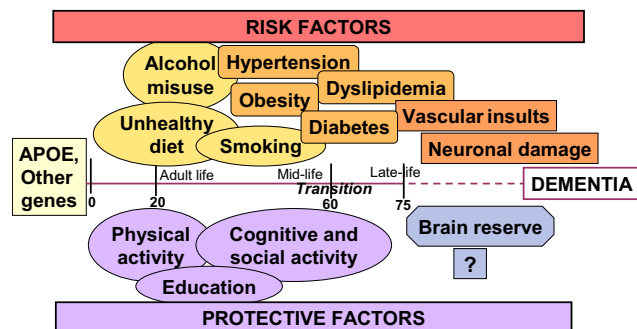 RISK FACTORS
Alcohol
misuse
Hypertension
Dyslipidemia
Obesity
Vascular insults
Unhealthy
diet
Diabetes
Smoking
Neuronal damage
APOE,
Other
genes
Adult life
Mid-life
Transition
Late-life
DEMENTIA
0
20
60
75
Physical
activity
Cognitive and
social activity
Brain reserve
?
Education
PROTECTIVE FACTORS